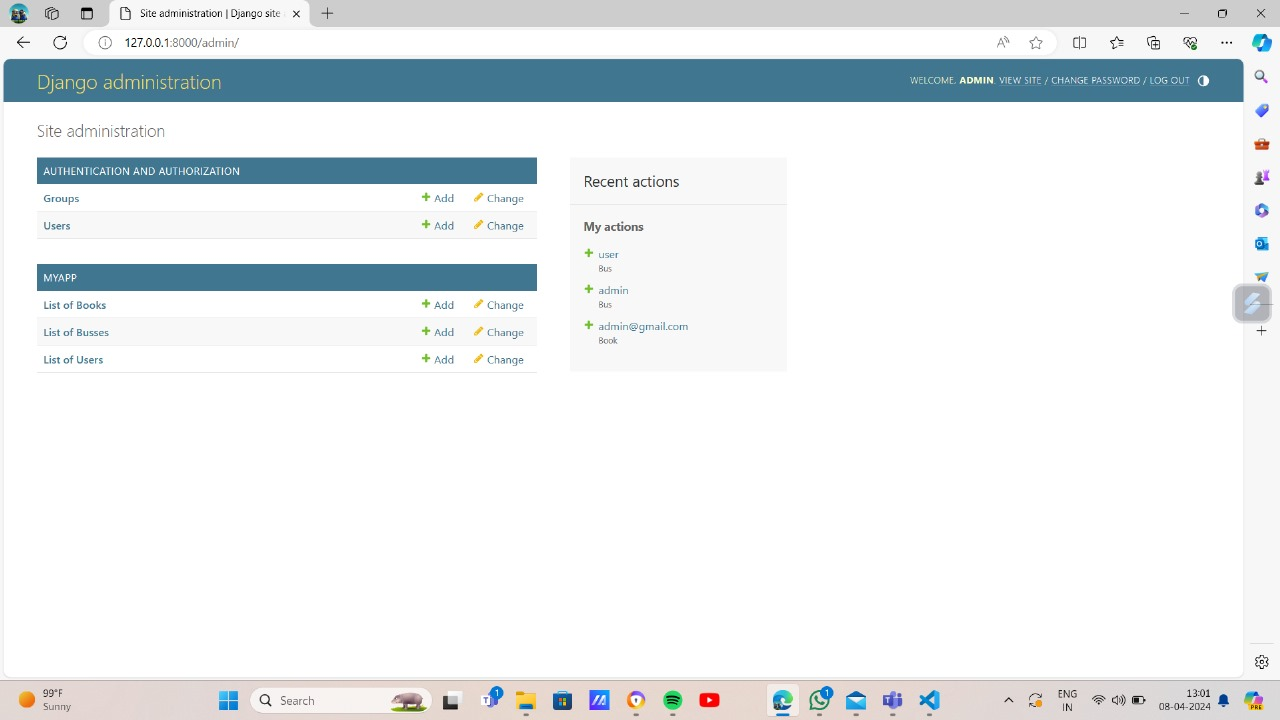 Site administration | Django site
127.0.0.1:8000/admin/
Django administration
WELCOME, ADMIN. VIEW SITE / CHANGE PASSWORD / LOG OUT
Site administration
AUTHENTICATION AND AUTHORIZATION
Groups Add Change
Users Add Change
MYAPP
List of Books Add Change
List of Busses Add Change
List of Users Add Change
Recent actions
My actions
user
Bus
admin
Bus
admin@gmail.com
Book
99°F
Sunny
Search
1
1
ENG
IN
13:01
08-04-2024
PRE